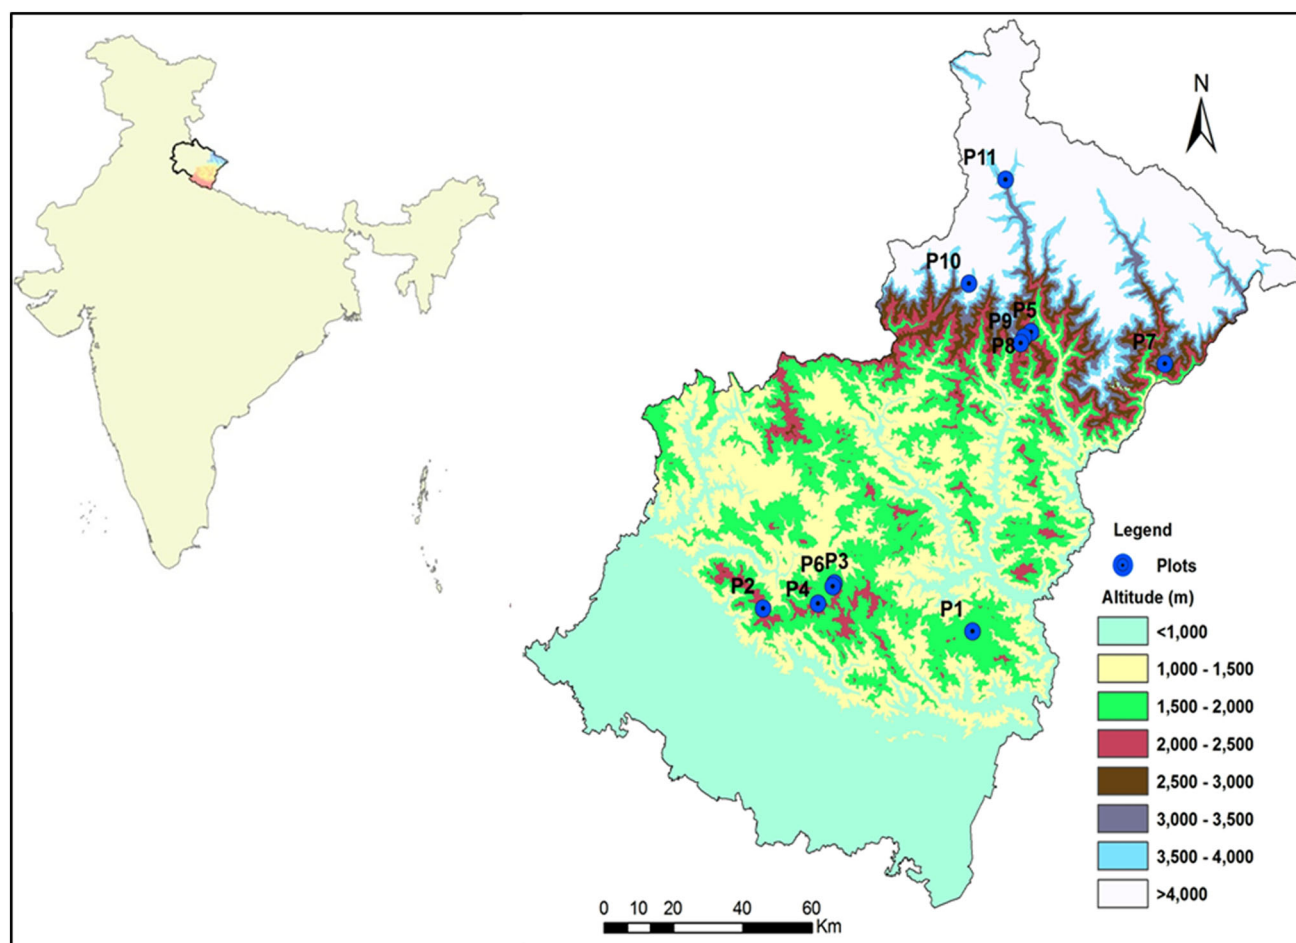 N
P11
P10
P5
P9
P8
P7
P6
P3
P4
P2
P1
Legend
Plots
Altitude (m)
<1,000
1,000 - 1,500
1,500 - 2,000
2,000 - 2,500
2,500 - 3,000
3,000 - 3,500
3,500 - 4,000
>4,000
0 10 20 40 60
Km